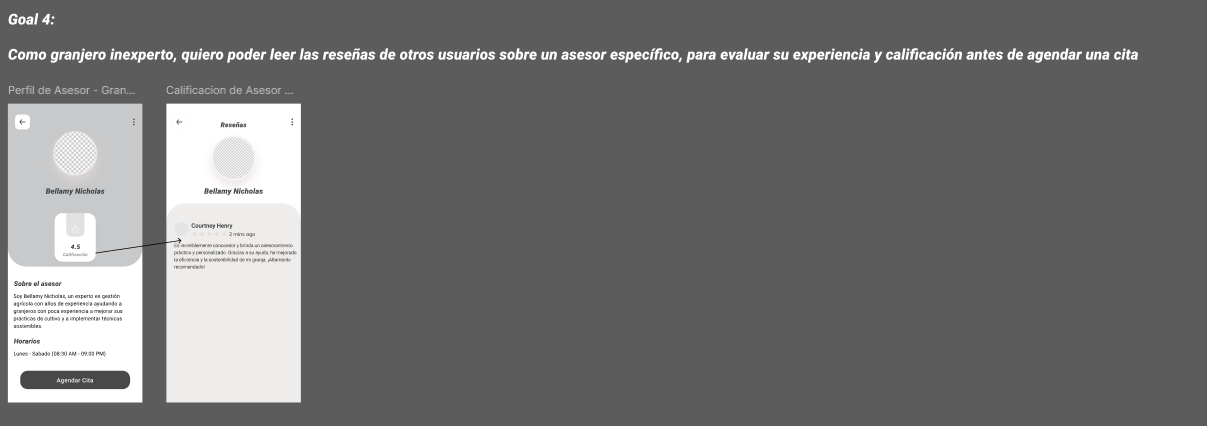 Goal 4:
Como granjero inexperto, quiero poder leer las reseñas de otros usuarios sobre un asesor específico, para evaluar su experiencia y calificación antes de agendar una cita
Perfil de Asesor - Gran...
Calificacion de Asesor ...
Bellamy Nicholas
4.5
Calificación
Sobre el asesor
Soy Bellamy Nicholas, un experto en gestión
agrícola con años de experiencia ayudando a
granjeros con poca experiencia a mejorar sus
prácticas de cultivo y a implementar técnicas
sostenibles.
Horarios
Lunes - Sabado (08:30 AM - 09:00 PM)
Agendar Cita
Reseñas
Bellamy Nicholas
Courtney Henry
2 mins ago
Es increíblemente conocedor y brinda un asesoramiento
práctico y personalizado. Gracias a su ayuda, he mejorado
la eficiencia y la sostenibilidad de mi granja. ¡Altamente
recomendado!